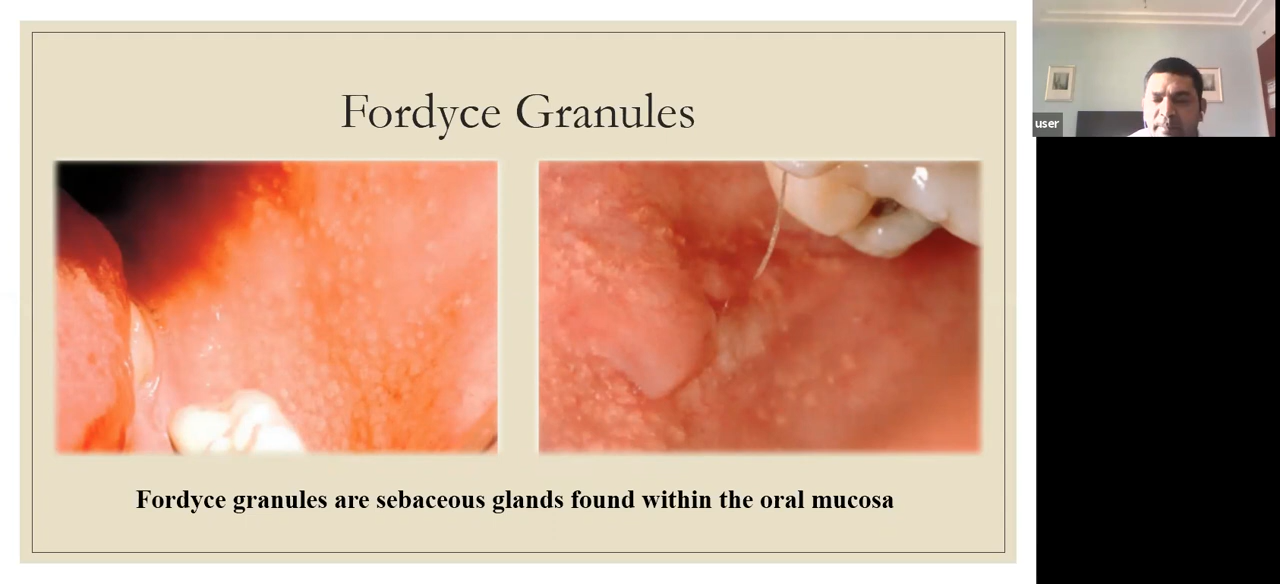 Fordyce Granules
user
Fordyce granules are sebaceous glands found within the oral mucosa